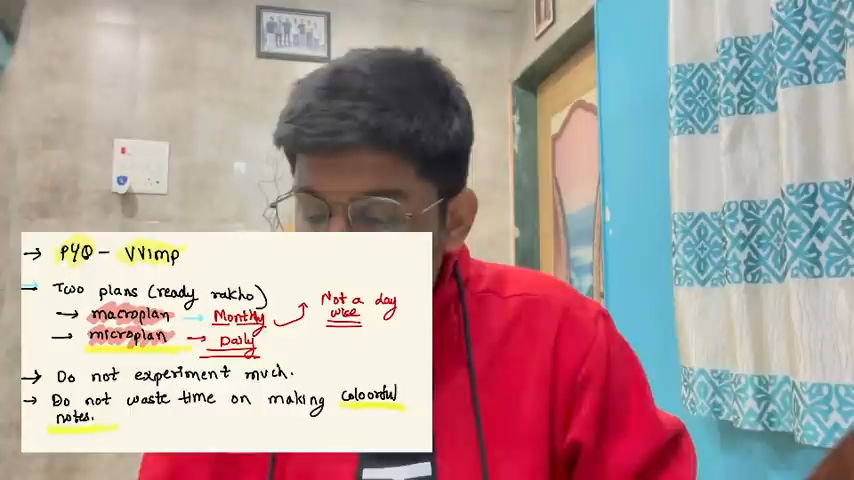 → PYQ - VVimp
→ Two plans (ready rakho)
→ macroplan → Monthly → Not a day wise
→ microplan → Daily
→ Do not experiment much.
→ Do not waste time on making colourful
notes.